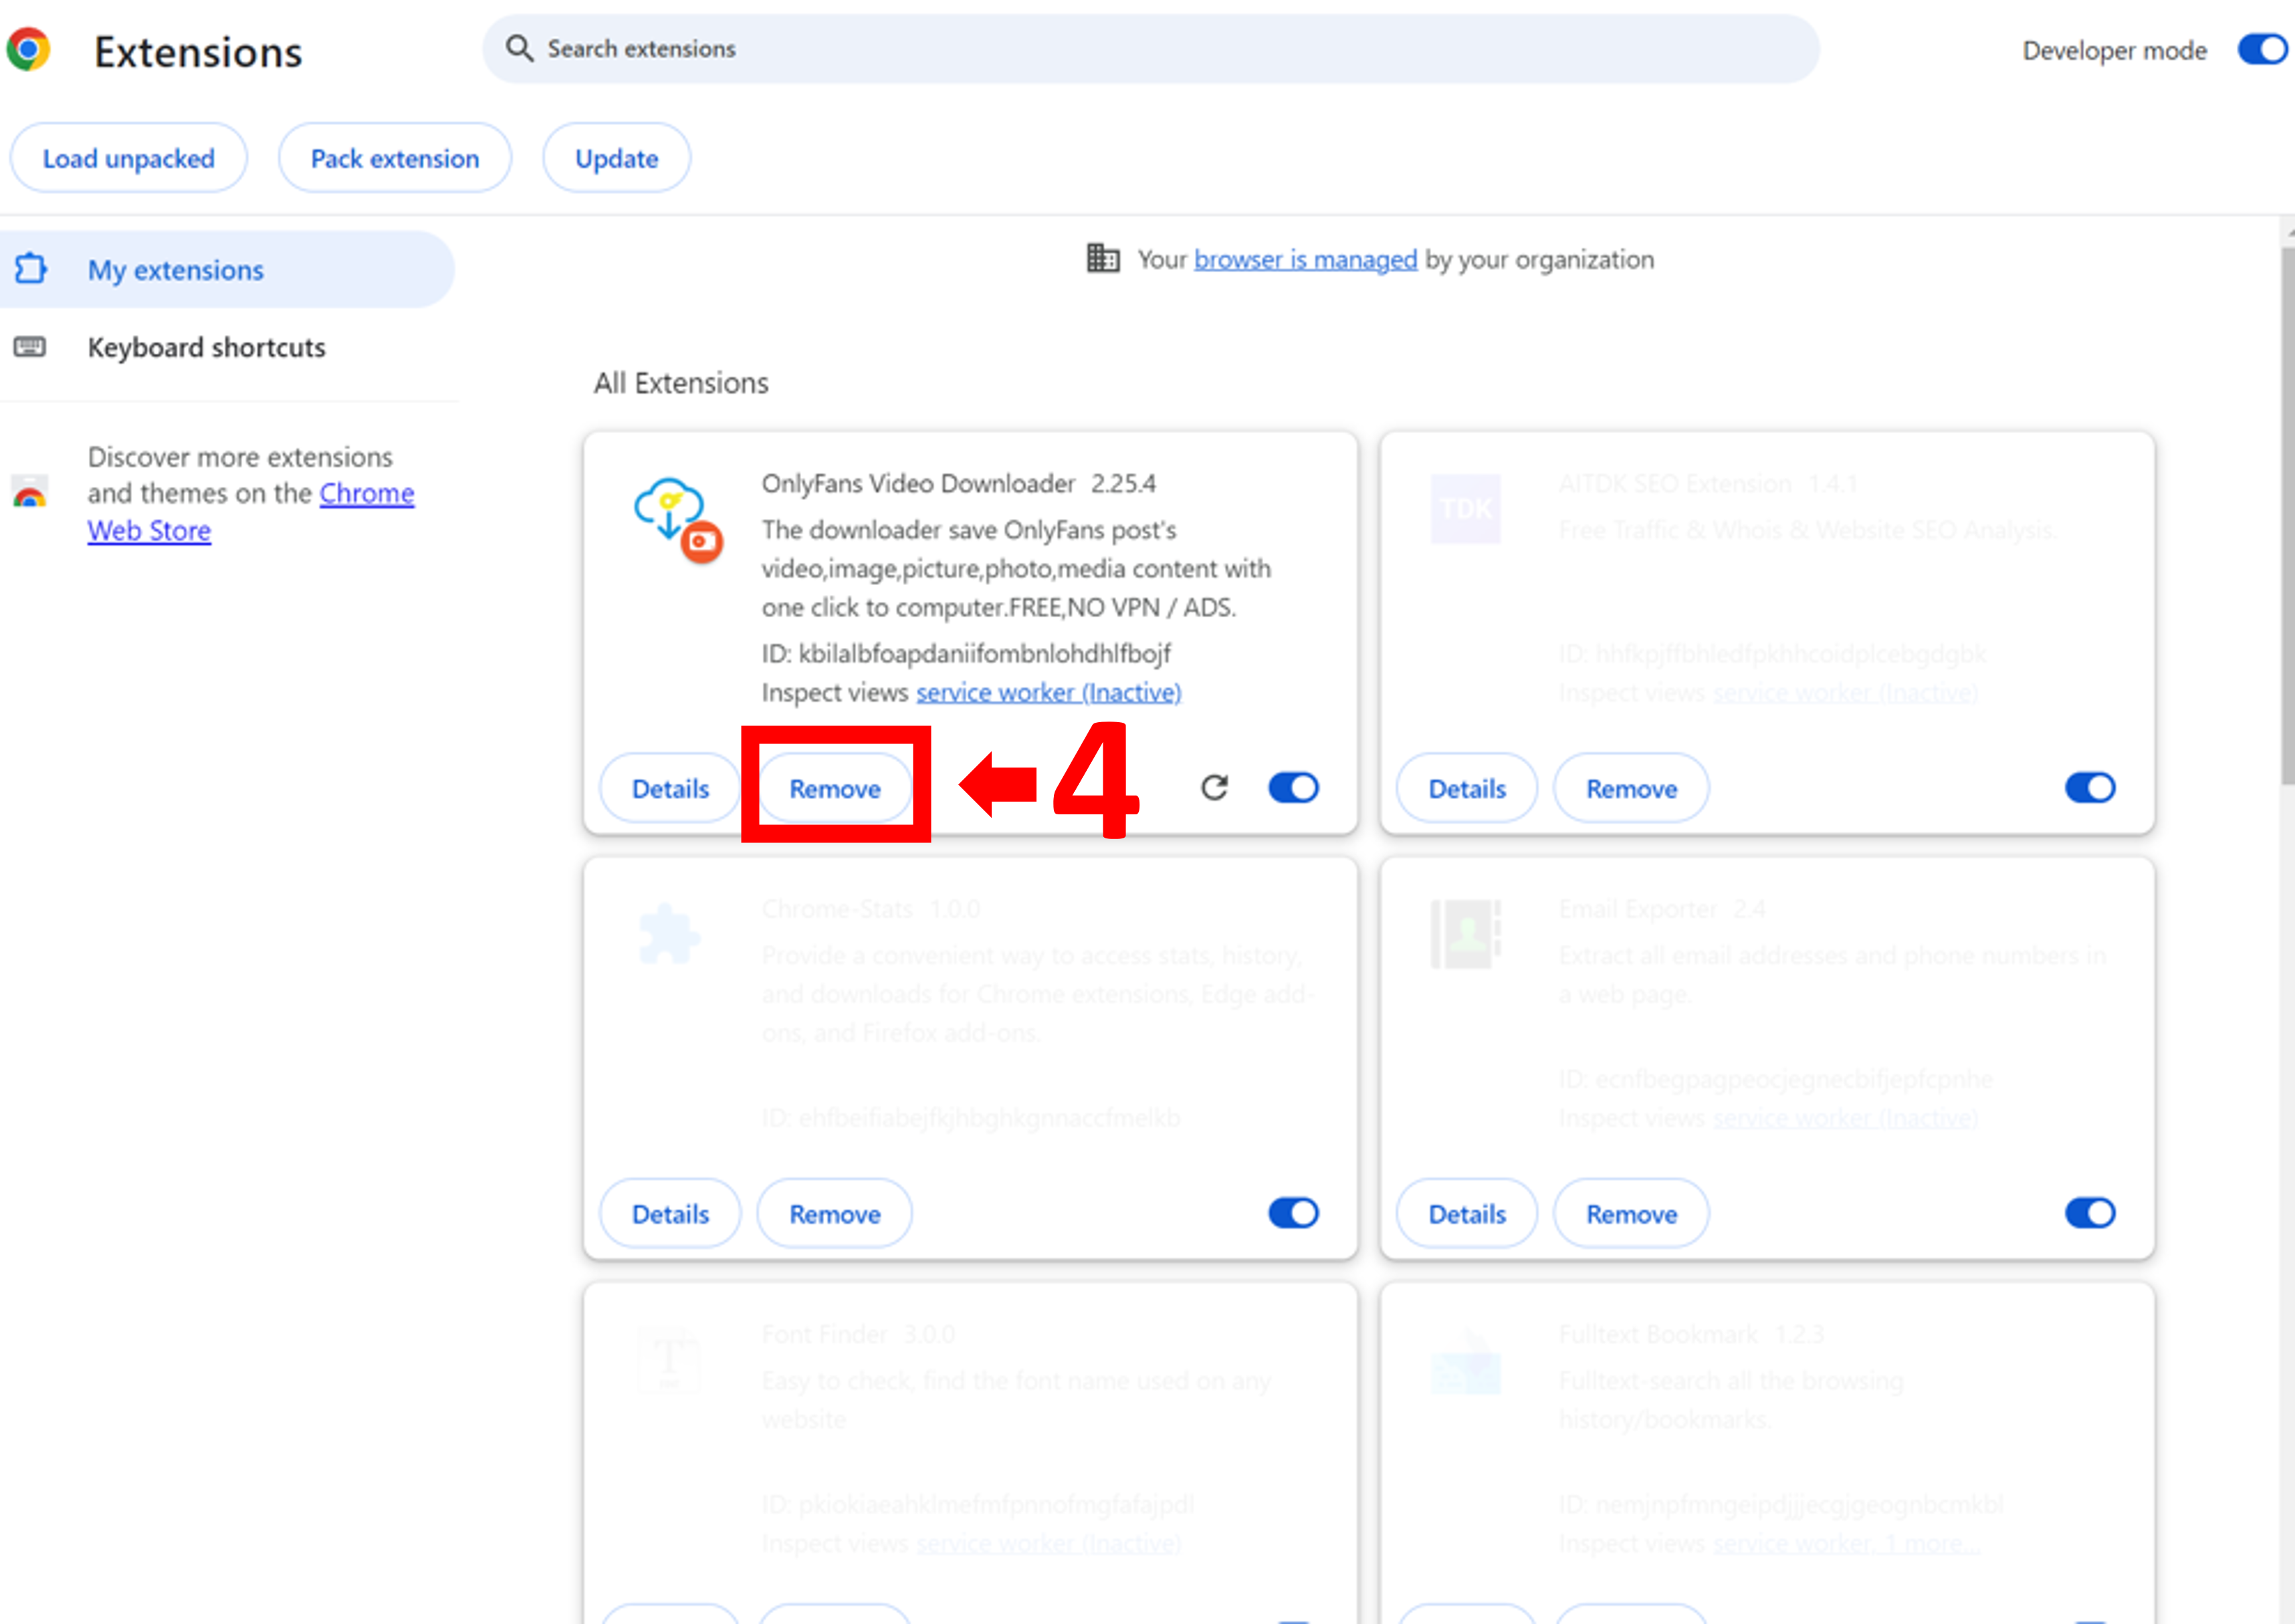 Extensions
Search extensions
Developer mode
Load unpacked
Pack extension
Update
My extensions
Keyboard shortcuts
Discover more extensions
and themes on the Chrome
Web Store
Your browser is managed by your organization
All Extensions
OnlyFans Video Downloader 2.25.4
The downloader save OnlyFans post's
video,image,picture,photo,media content with
one click to computer.FREE,NO VPN / ADS.
ID: kbilalbfoapdaniifombnlohdhlfbojf
Inspect views service worker (Inactive)
Details
Remove
4
TDK
AITDK SEO Extension 1.4.1
Free Traffic & Whois & Website SEO Analysis.
ID: hhfkpjffbhledfpkhhcoidplcebgdgbk
Inspect views service worker (Inactive)
Details
Remove
Chrome-Stats 1.0.0
Provide a convenient way to access stats, history,
and downloads for Chrome extensions, Edge add-
ons, and Firefox add-ons.
ID: ehfbeifiabejfkjhbghkgnnaccfmelkb
Details
Remove
Email Exporter 2.4
Extract all email addresses and phone numbers in
a web page.
ID: ecnfbegpagpeocjegnecbifjepfcpnhe
Inspect views service worker (Inactive)
Details
Remove
T
Font Finder 3.0.0
Easy to check, find the font name used on any
website
ID: pkiokiaeahklmefmfpnnofmgfafajpdl
Inspect views service worker (Inactive)
Fulltext Bookmark 1.2.3
Fulltext-search all the browsing
history/bookmarks.
ID: nemjnpfmngeipdjjjecgjgeognbcmkbl
Inspect views service worker, 1 more...